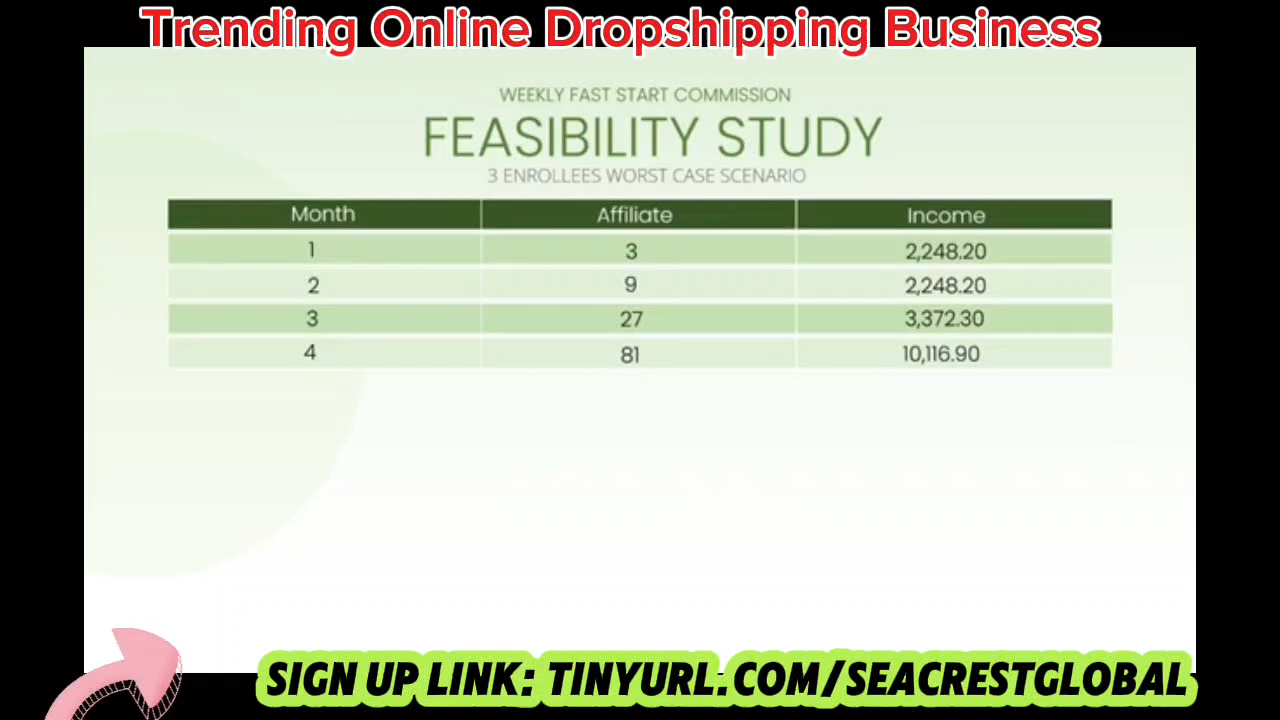 Trending Online Dropshipping Business
WEEKLY FAST START COMMISSION
FEASIBILITY STUDY
3 ENROLLEES WORST CASE SCENARIO
Month Affiliate Income
1 3 2,248.20
2 9 2,248.20
3 27 3,372.30
4 81 10,116.90
SIGN UP LINK: TINYURL.COM/SEACRESTGLOBAL